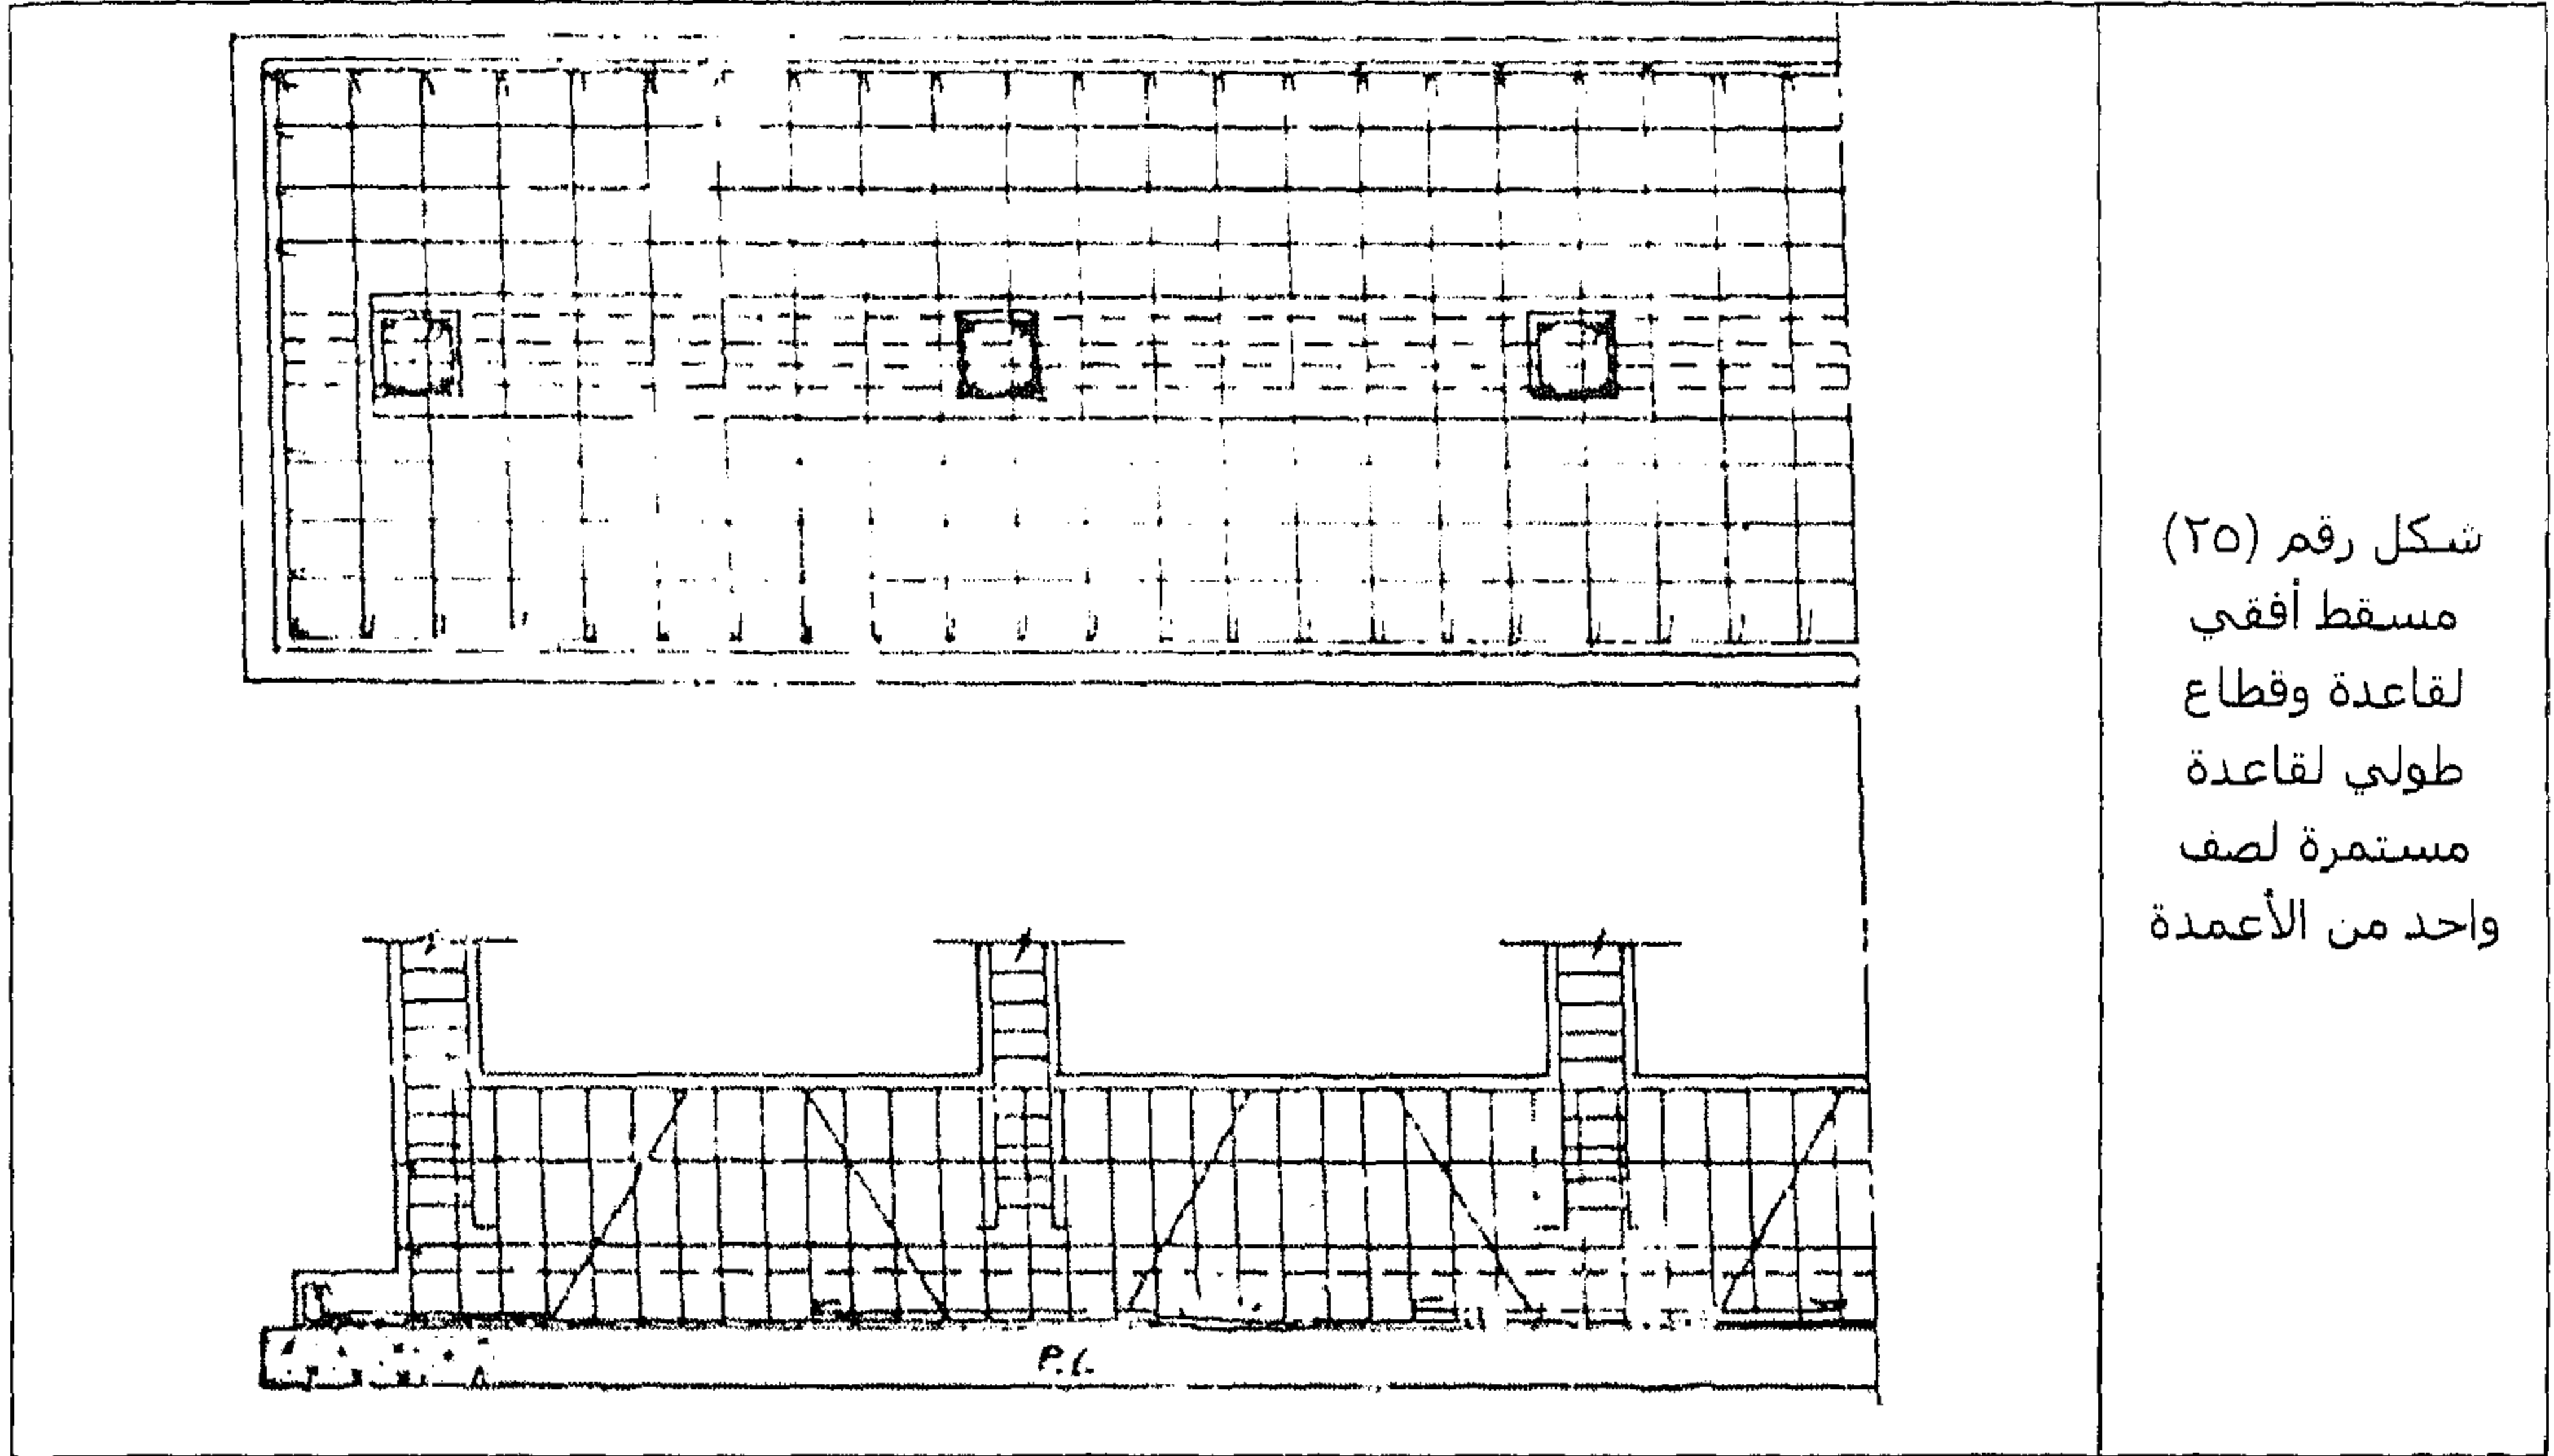 شكل رقم (٢٥)
مسقط أفقي
لقاعدة وقطاع
طولي لقاعدة
مستمرة لصف
واحد من الأعمدة
P.C.